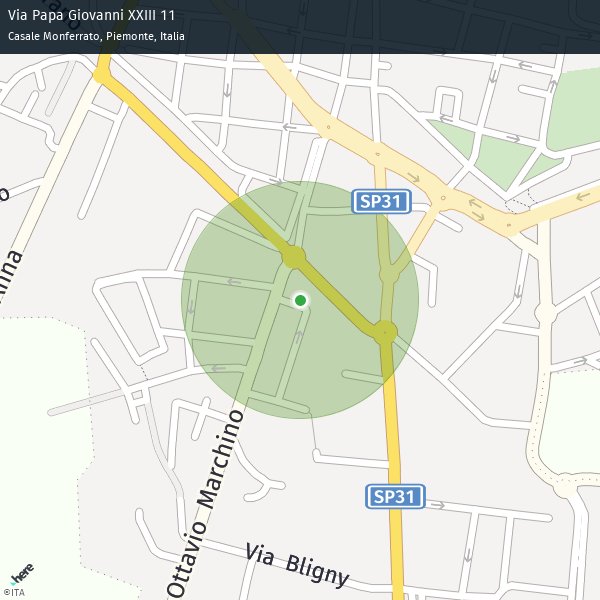 Via Papa Giovanni XXIII 11
Casale Monferrato, Piemonte, Italia
SP31
SP31
Ottavio Marchino
Via Bligny
here
©ITA